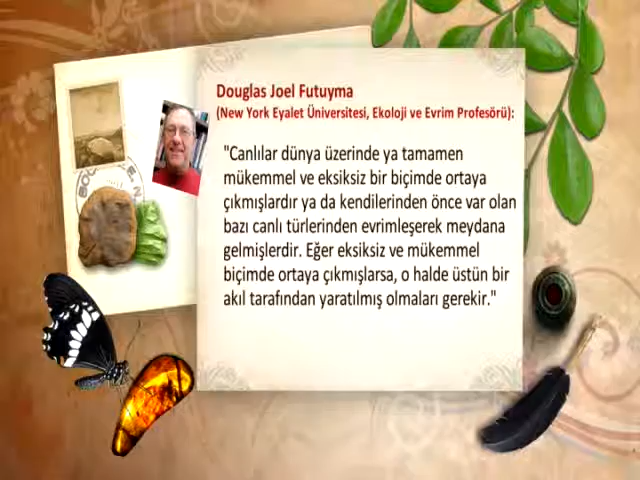 Douglas Joel Futuyma
(New York Eyalet Üniversitesi, Ekoloji ve Evrim Profesörü):
"Canlılar dünya üzerinde ya tamamen
mükemmel ve eksiksiz bir biçimde ortaya
çıkmışlardır ya da kendilerinden önce var olan
bazı canlı türlerinden evrimleşerek meydana
gelmişlerdir. Eğer eksiksiz ve mükemmel
biçimde ortaya çıkmışlarsa, o halde üstün bir
akıl tarafından yaratılmış olmaları gerekir."